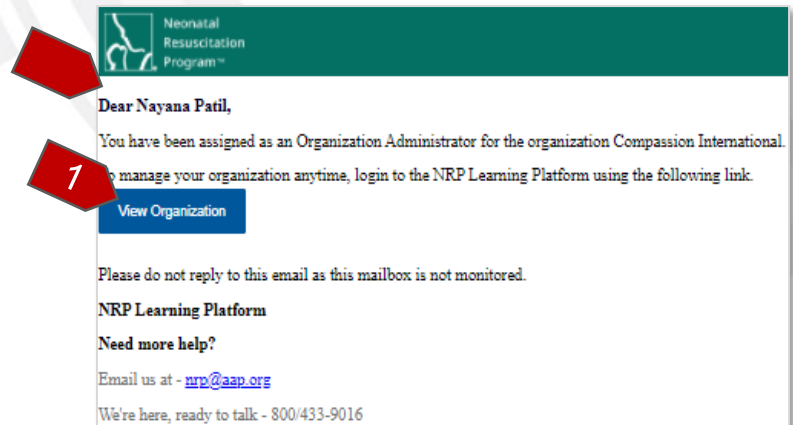 Neonatal
Resuscitation
Program™
Dear Nayana Patil,
You have been assigned as an Organization Administrator for the organization Compassion International.
1
manage your organization anytime, login to the NRP Learning Platform using the following link.
View Organization
Please do not reply to this email as this mailbox is not monitored.
NRP Learning Platform
Need more help?
Email us at - nrp@aap.org
We're here, ready to talk - 800/433-9016